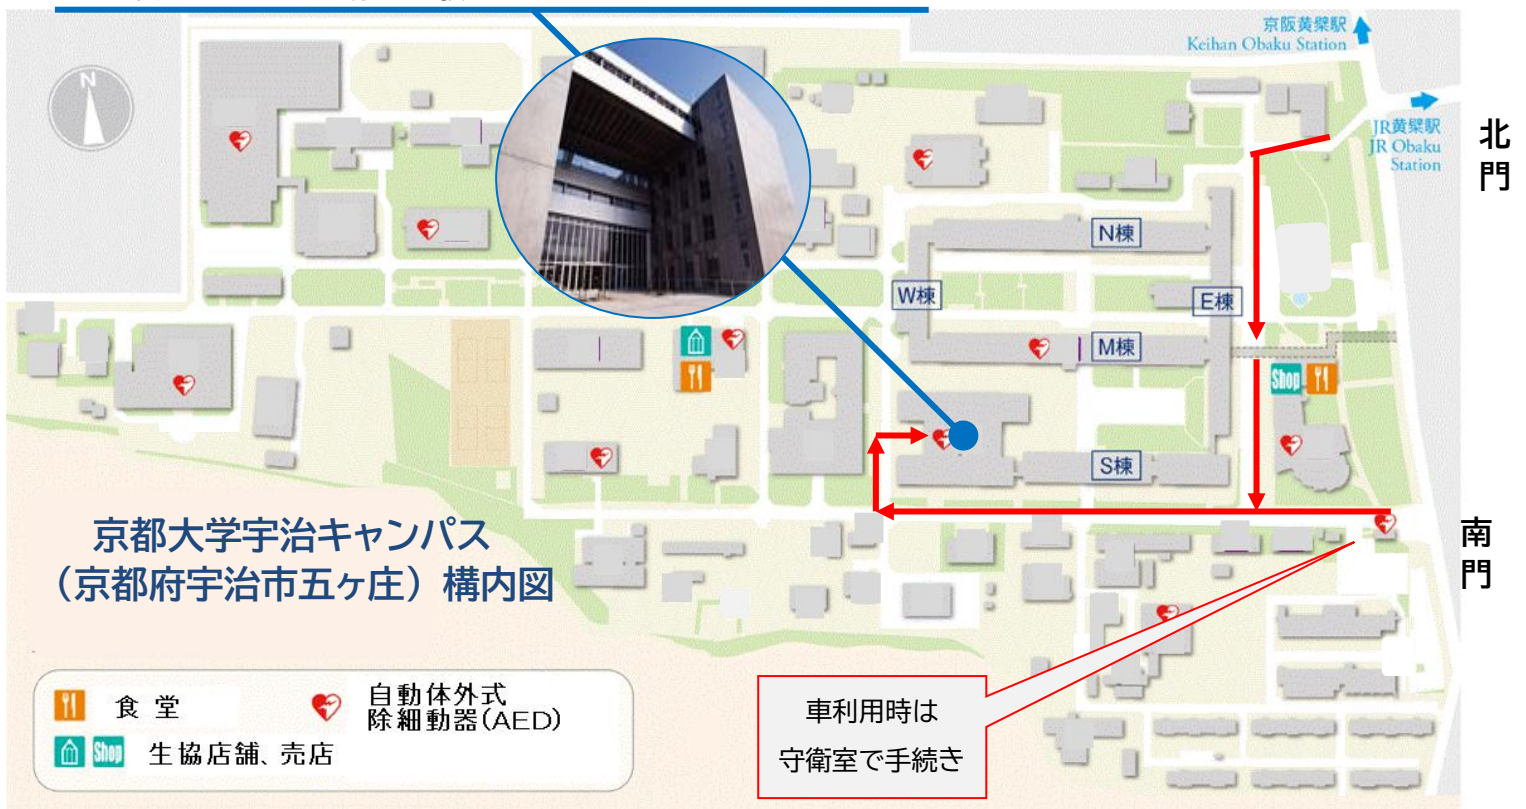 京阪黄檗駅
Keihan Obaku Station
N
JR黄檗駅
JR Obaku
Station
北門
N棟
W棟
E棟
M棟
Shop
S棟
南門
京都大学宇治キャンパス
（京都府宇治市五ヶ庄）構内図
食堂
自動体外式
除細動器(AED)
Shop
生協店舗、売店
車利用時は
守衛室で手続き